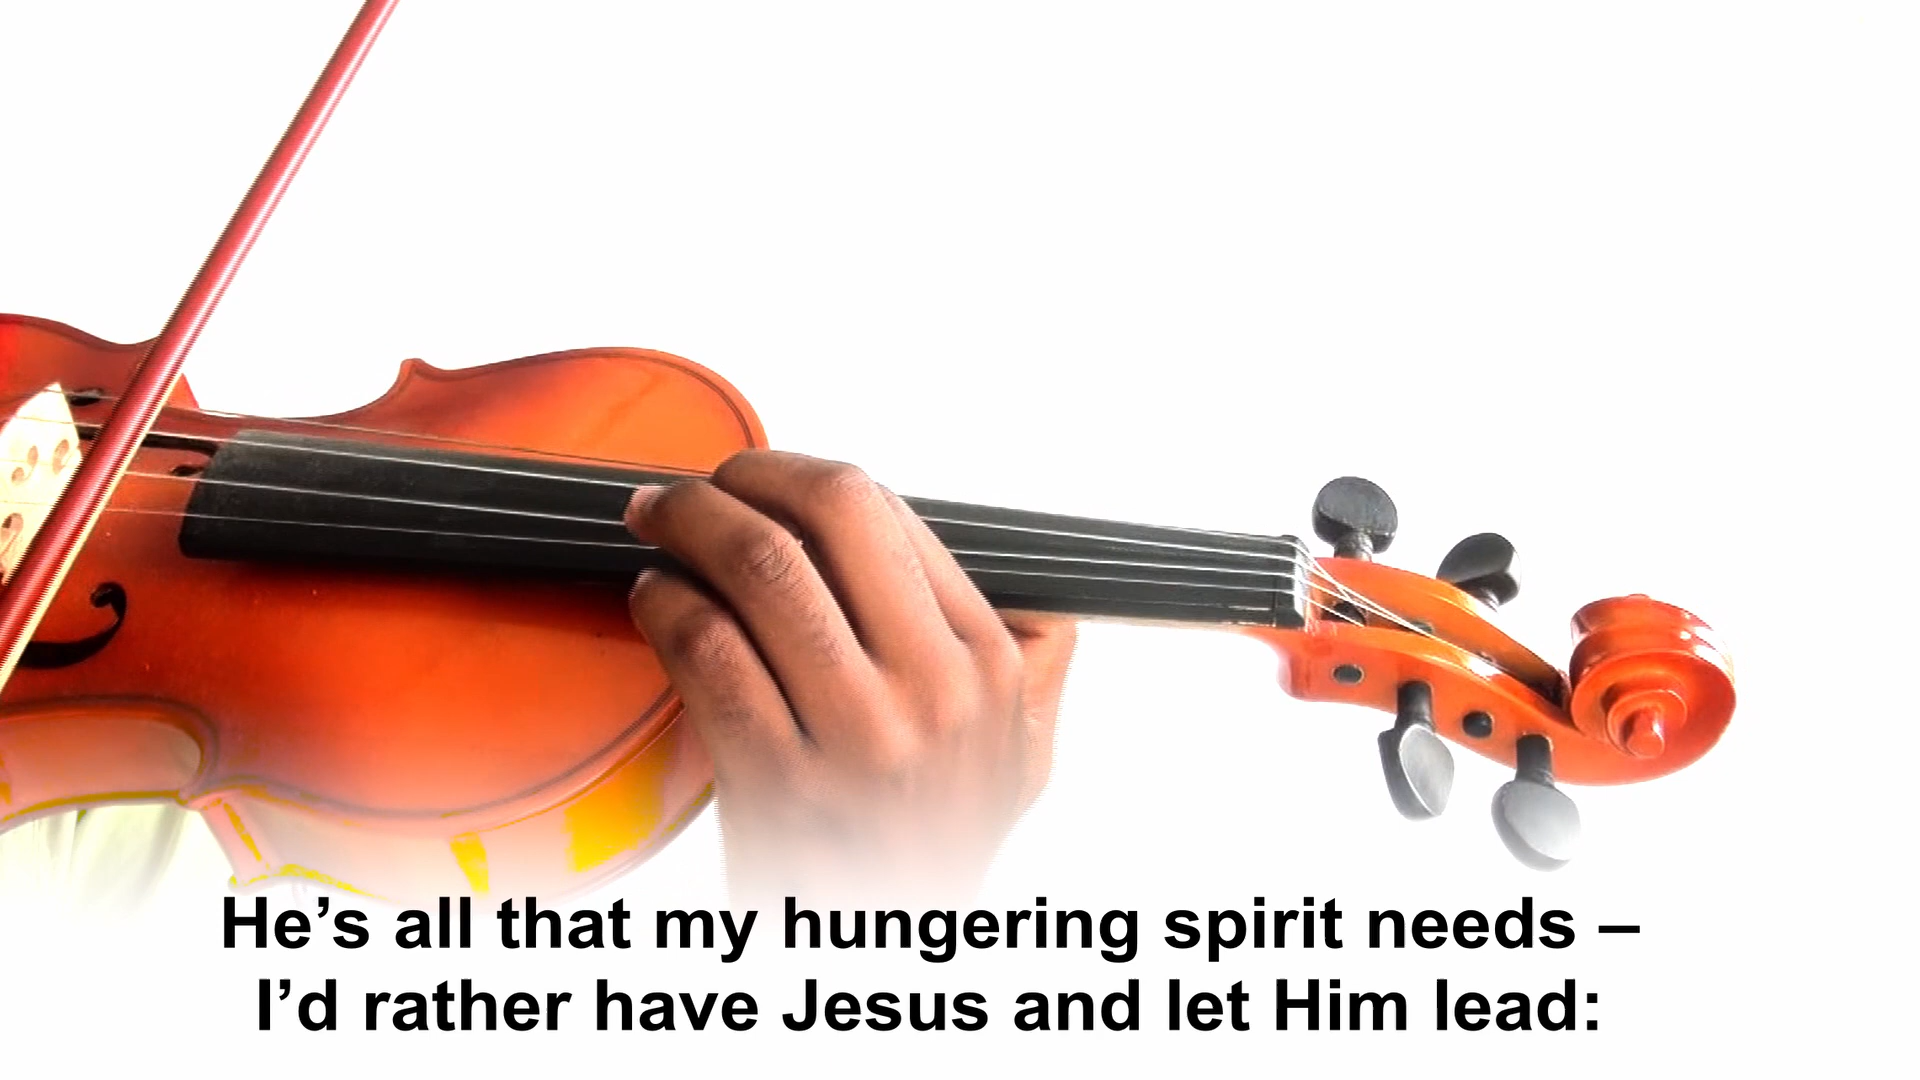 He’s all that my hungering spirit needs –
I’d rather have Jesus and let Him lead: